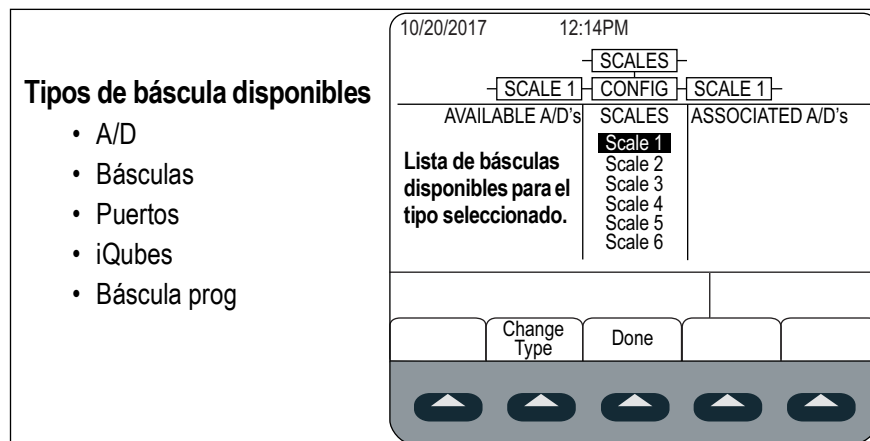 Tipos de báscula disponibles
• A/D
• Básculas
• Puertos
• iQubes
• Báscula prog
10/20/2017 12:14PM
SCALES
SCALE 1 CONFIG SCALE 1
AVAILABLE A/D's SCALES ASSOCIATED A/D's
Lista de básculas
disponibles para el
tipo seleccionado.
Scale 1
Scale 2
Scale 3
Scale 4
Scale 5
Scale 6
Change
Type
Done